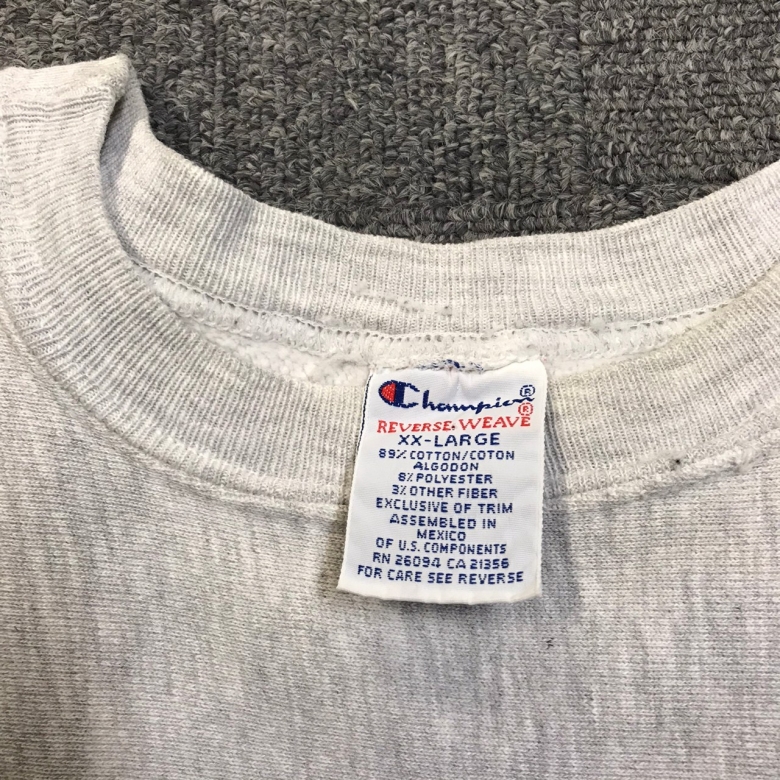 Champion®
REVERSE WEAVE®
XX-LARGE
89% COTTON/COTON
ALGODON
8% POLYESTER
3% OTHER FIBER
EXCLUSIVE OF TRIM
ASSEMBLED IN
MEXICO
OF U.S. COMPONENTS
RN 26094 CA 21356
FOR CARE SEE REVERSE